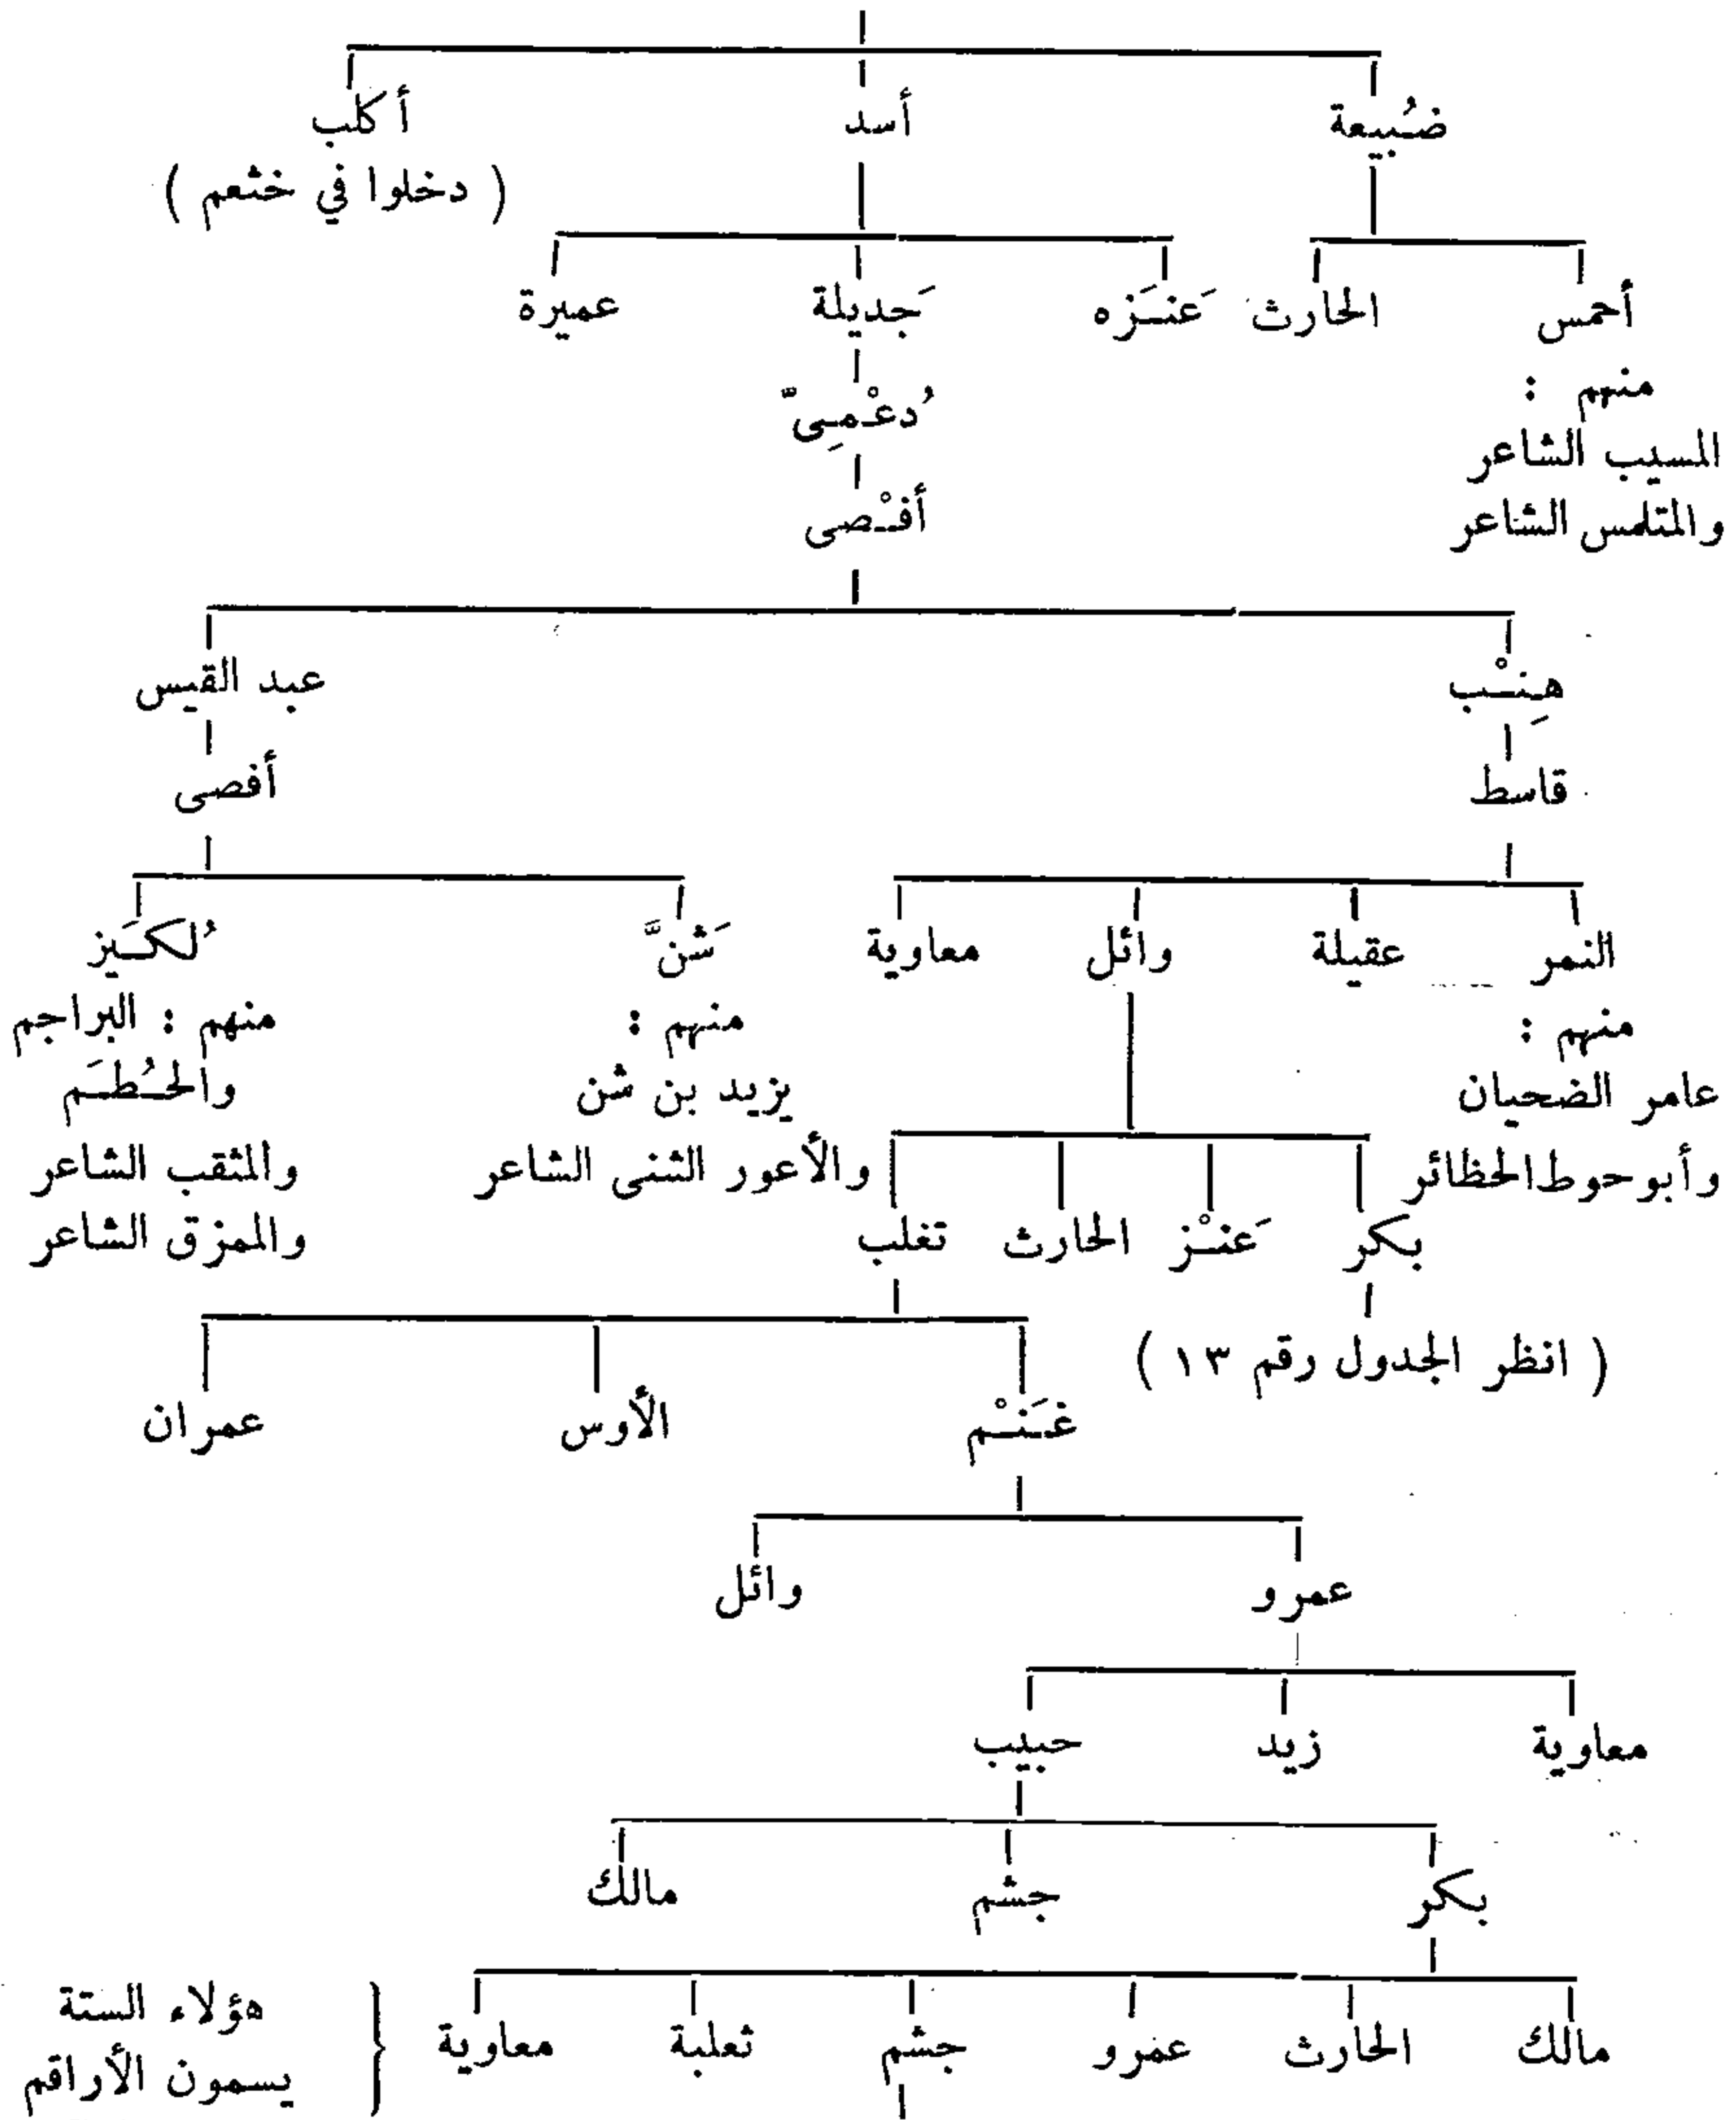 ضُبيعة أسد أكلب
( دخلوا في خثعم )
أحمس الحارث عَنَزه جَديلة عميرة
منهم : دُعْمِىّ
المسيب الشاعر
والمتلمس الشاعر أفْصى
هِنْب عبد القيس
قاسط أفصى
النمر عقيلة وائل معاوية شَنّ لُكَيز
منهم : منهم : منهم : البراجم
عامر الضحيان يزيد بن شن والحُطَم
وأبو حوط الحظائر والأعور الشنى الشاعر والمثقب الشاعر
بكر عَنْز الحارث تغلب والممزق الشاعر
( انظر الجدول رقم ١٣ )
غَنْم الأوس عمران
عمرو وائل
معاوية زيد حبيب
بكر جشم مالك
مالك الحارث عمرو جشم ثعلبة معاوية هؤلاء الستة
يسمون الأراقم